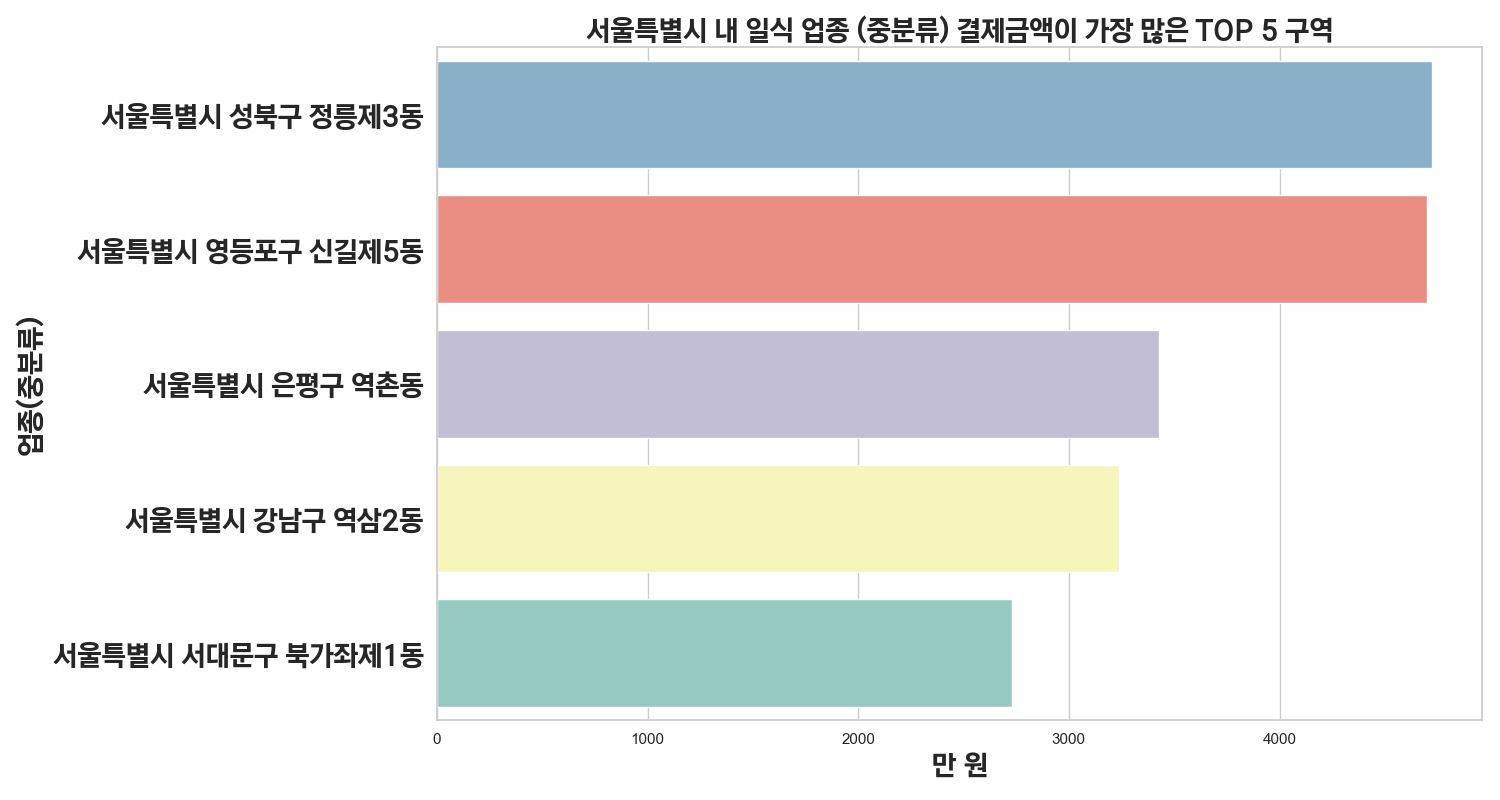 서울특별시 내 일식 업종 (중분류) 결제금액이 가장 많은 TOP 5 구역
업종(중분류)
서울특별시 성북구 정릉제3동
서울특별시 영등포구 신길제5동
서울특별시 은평구 역촌동
서울특별시 강남구 역삼2동
서울특별시 서대문구 북가좌제1동
0 1000 2000 3000 4000
만 원